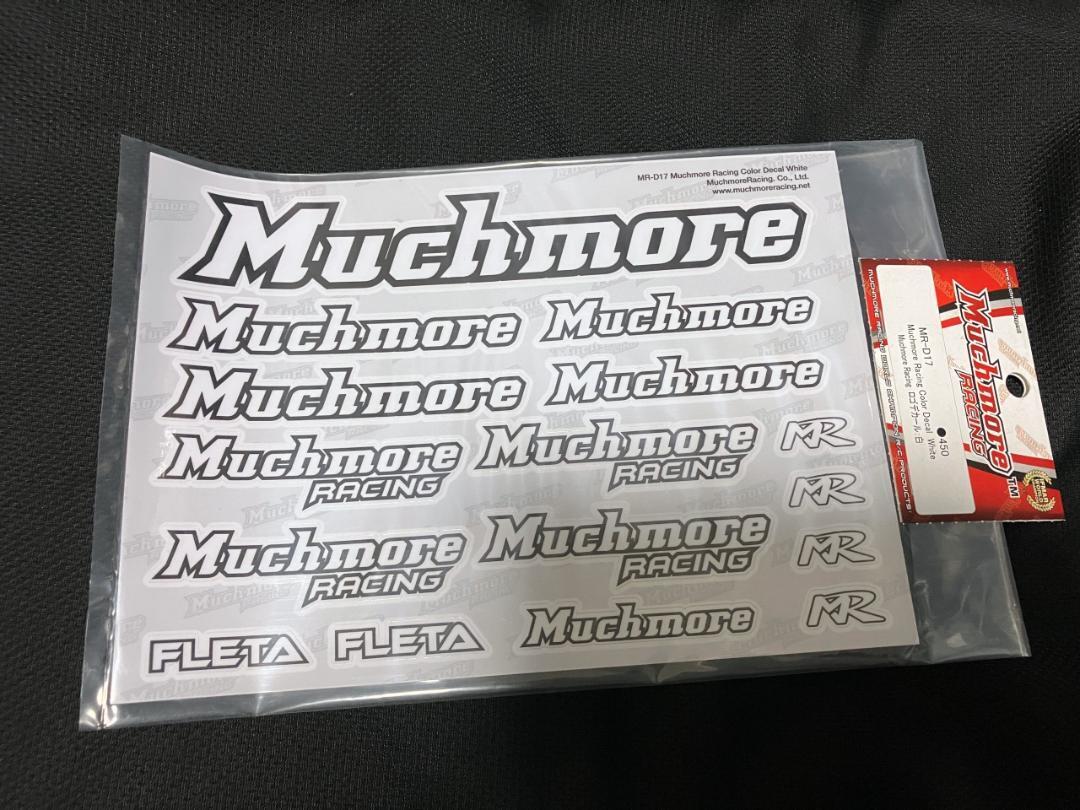 MR-D17 Muchmore Racing Color Decal White
MuchmoreRacing. Co., Ltd.
www.muchmoreracing.net
Muchmore
Muchmore Muchmore
Muchmore Muchmore
Muchmore RACING Muchmore RACING MR
MR
Muchmore RACING Muchmore RACING MR
FLETA FLETA Muchmore MR
Muchmore
RACING
TM
MR-D17 •450
Muchmore Racing Color Decal White
Muchmore Racing ロゴデカール 白